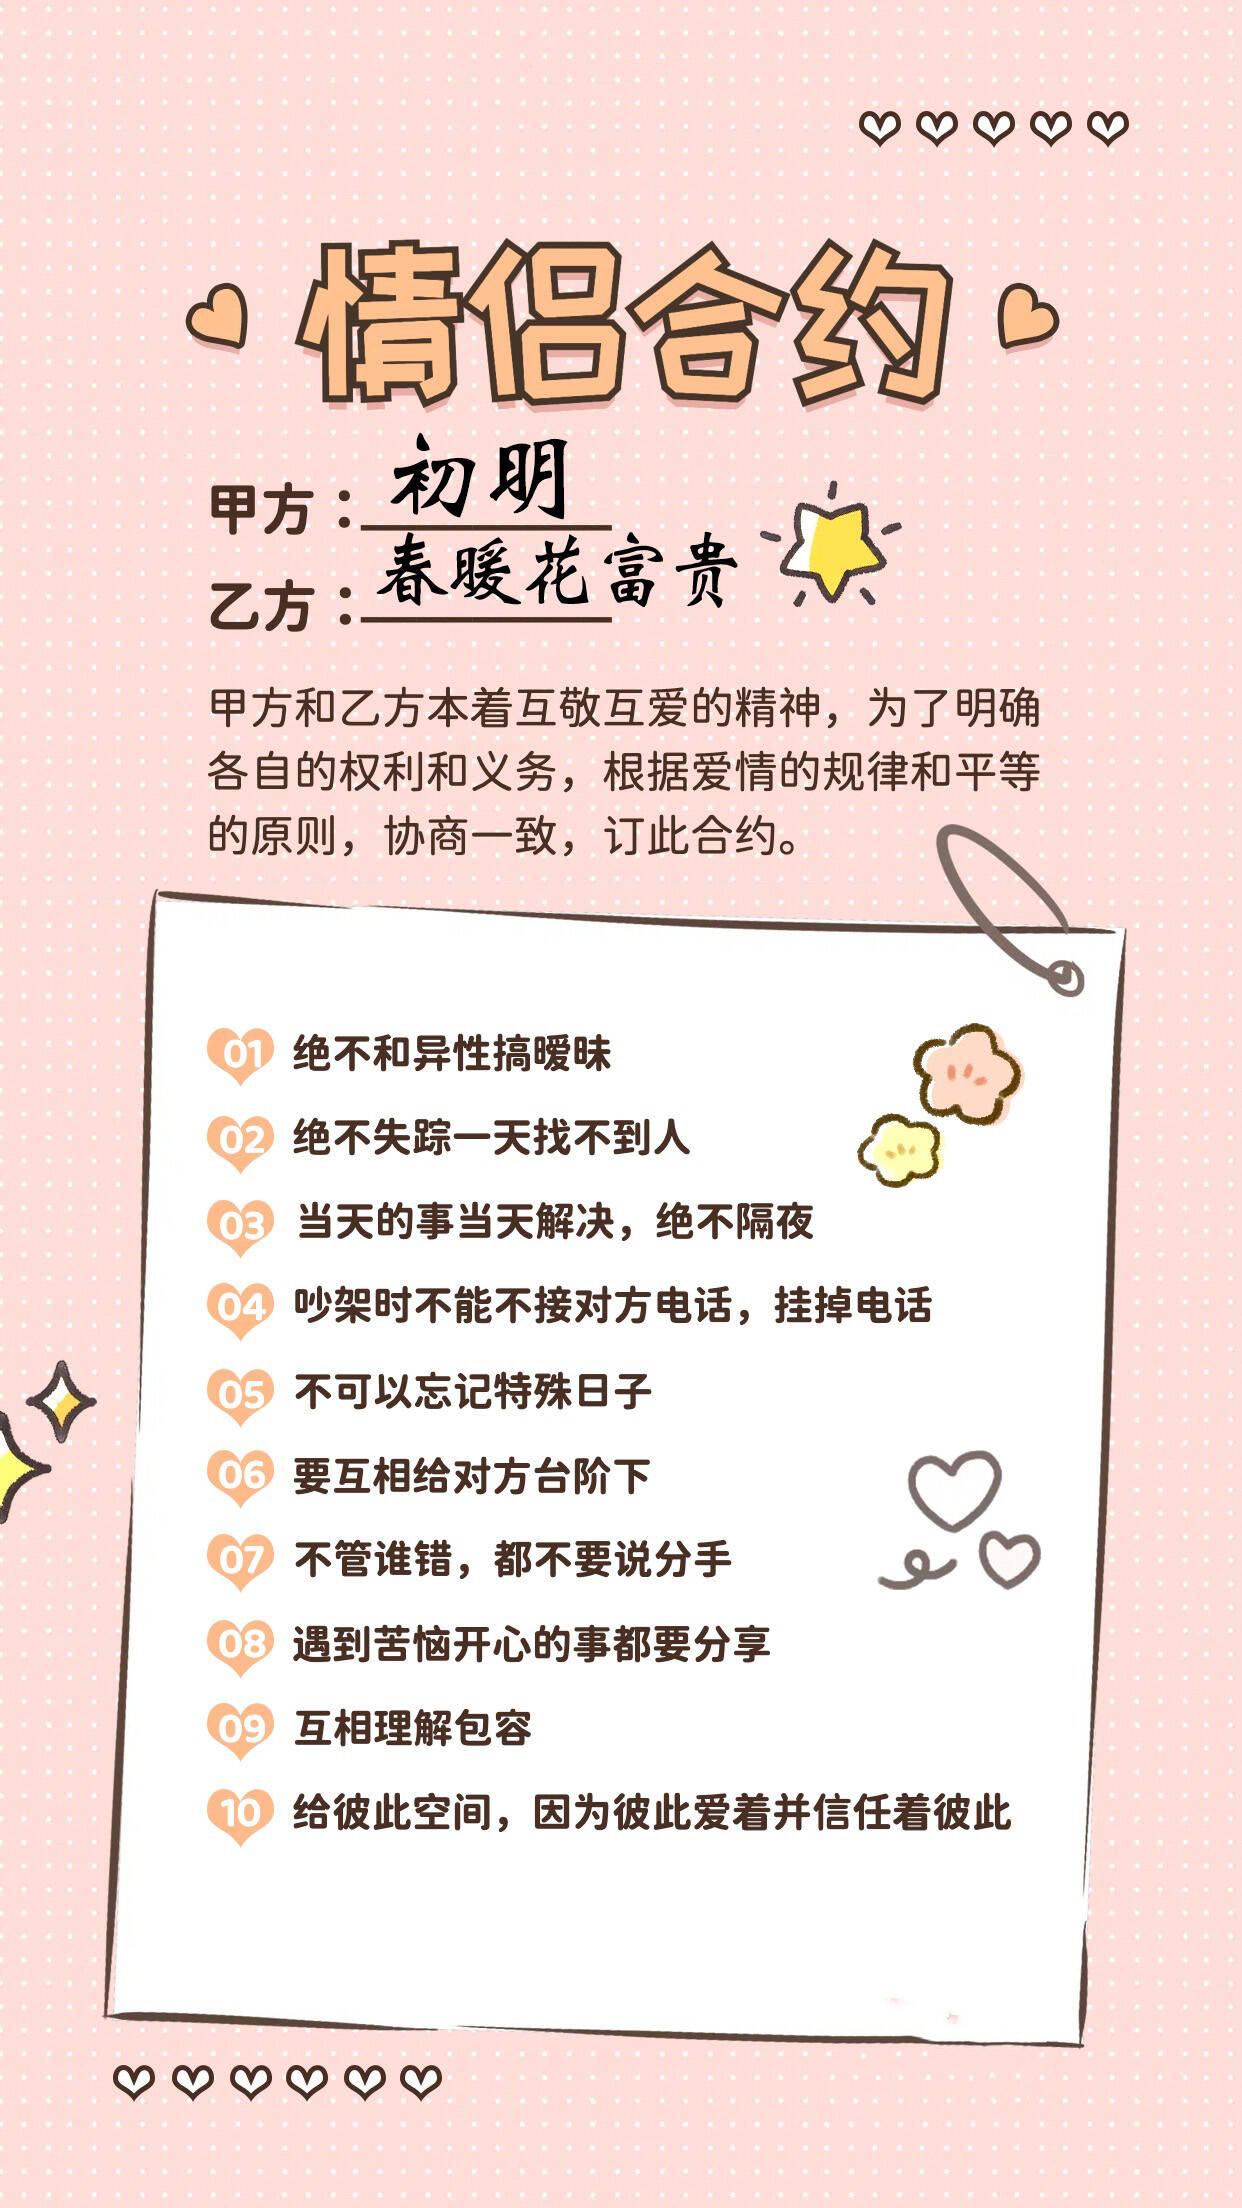 情侣合约
甲方：初明
乙方：春暖花富贵
甲方和乙方本着互敬互爱的精神，为了明确
各自的权利和义务，根据爱情的规律和平等
的原则，协商一致，订此合约。
01 绝不和异性搞暧昧
02 绝不失踪一天找不到人
03 当天的事当天解决，绝不隔夜
04 吵架时不能不接对方电话，挂掉电话
05 不可以忘记特殊日子
06 要互相给对方台阶下
07 不管谁错，都不要说分手
08 遇到苦恼开心的事都要分享
09 互相理解包容
10 给彼此空间，因为彼此爱着并信任着彼此